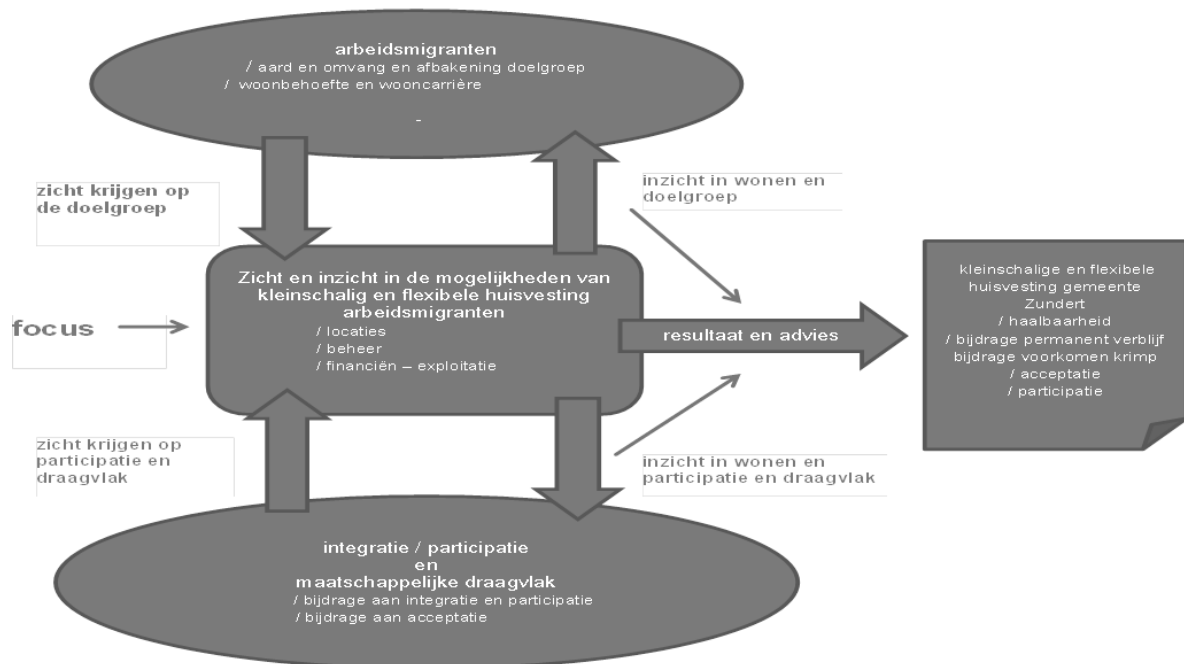 arbeidsmigranten
/ aard en omvang en afbakening doelgroep
/ woonbehoefte en wooncarrière
-
zicht krijgen op
de doelgroep
inzicht in wonen en
doelgroep
Zicht en inzicht in de mogelijkheden van
kleinschalig en flexibele huisvesting
arbeidsmigranten
/ locaties
/ beheer
/ financiën – exploitatie
focus
resultaat en advies
kleinschalige en flexibele
huisvesting gemeente
Zundert
/ haalbaarheid
/ bijdrage permanent verblijf
bijdrage voorkomen krimp
/ acceptatie
/ participatie
zicht krijgen op
participatie en
draagvlak
inzicht in wonen en
participatie en draagvlak
integratie / participatie
en
maatschappelijke draagvlak
/ bijdrage aan integratie en participatie
/ bijdrage aan acceptatie